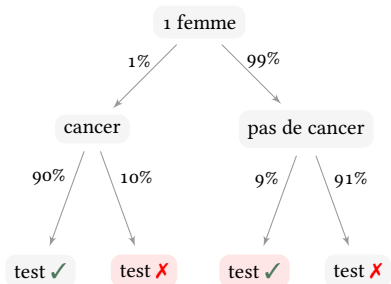 1 femme
1% 99%
cancer pas de cancer
90% 10% 9% 91%
test ✓ test ✗ test ✓ test ✗